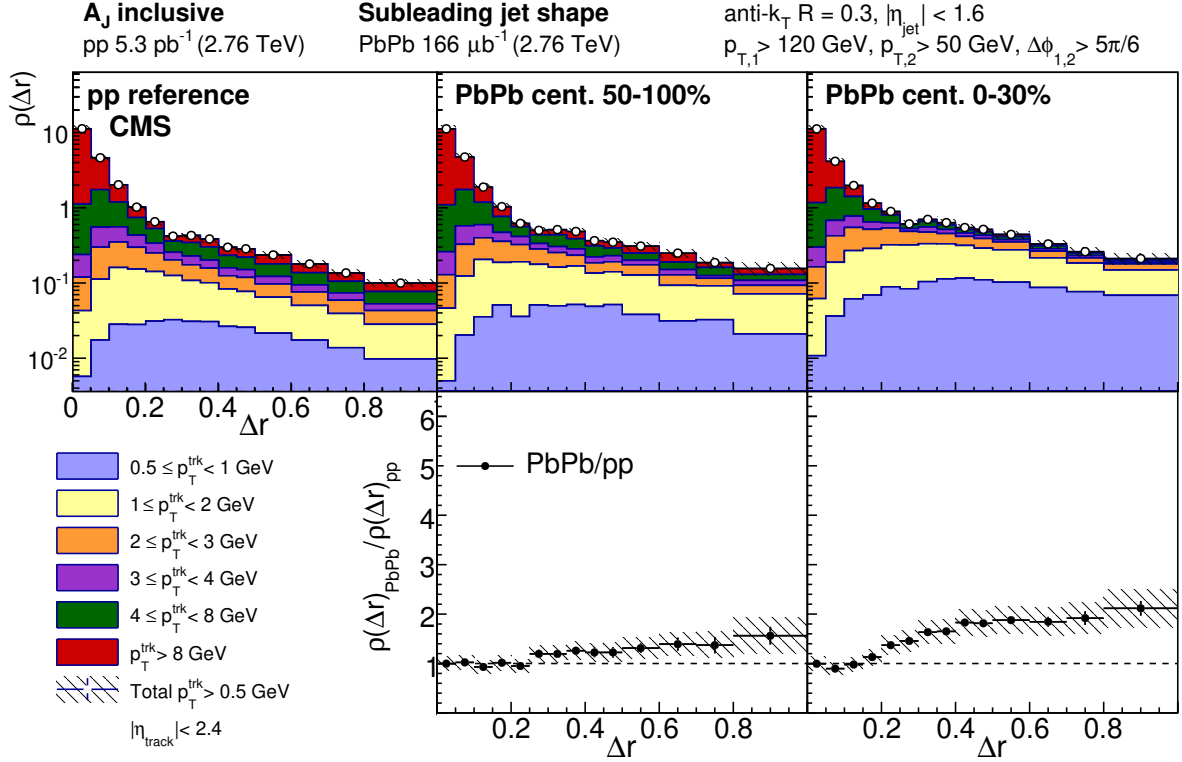 A_J inclusive
Subleading jet shape
anti-k_T R = 0.3, |η_jet| < 1.6
pp 5.3 pb⁻¹ (2.76 TeV)
PbPb 166 μb⁻¹ (2.76 TeV)
p_T,1 > 120 GeV, p_T,2 > 50 GeV, Δϕ_1,2 > 5π/6
ρ(Δr)
pp reference
CMS
PbPb cent. 50-100%
PbPb cent. 0-30%
10
1
10⁻¹
10⁻²
0 0.2 0.4 0.6 0.8
Δr
0.5 ≤ p_T^trk < 1 GeV
1 ≤ p_T^trk < 2 GeV
2 ≤ p_T^trk < 3 GeV
3 ≤ p_T^trk < 4 GeV
4 ≤ p_T^trk < 8 GeV
p_T^trk > 8 GeV
Total p_T^trk > 0.5 GeV
|η_track| < 2.4
ρ(Δr)_PbPb/ρ(Δr)_pp
6
5
4
3
2
1
PbPb/pp
0.2 0.4 0.6 0.8
Δr
0.2 0.4 0.6 0.8
Δr